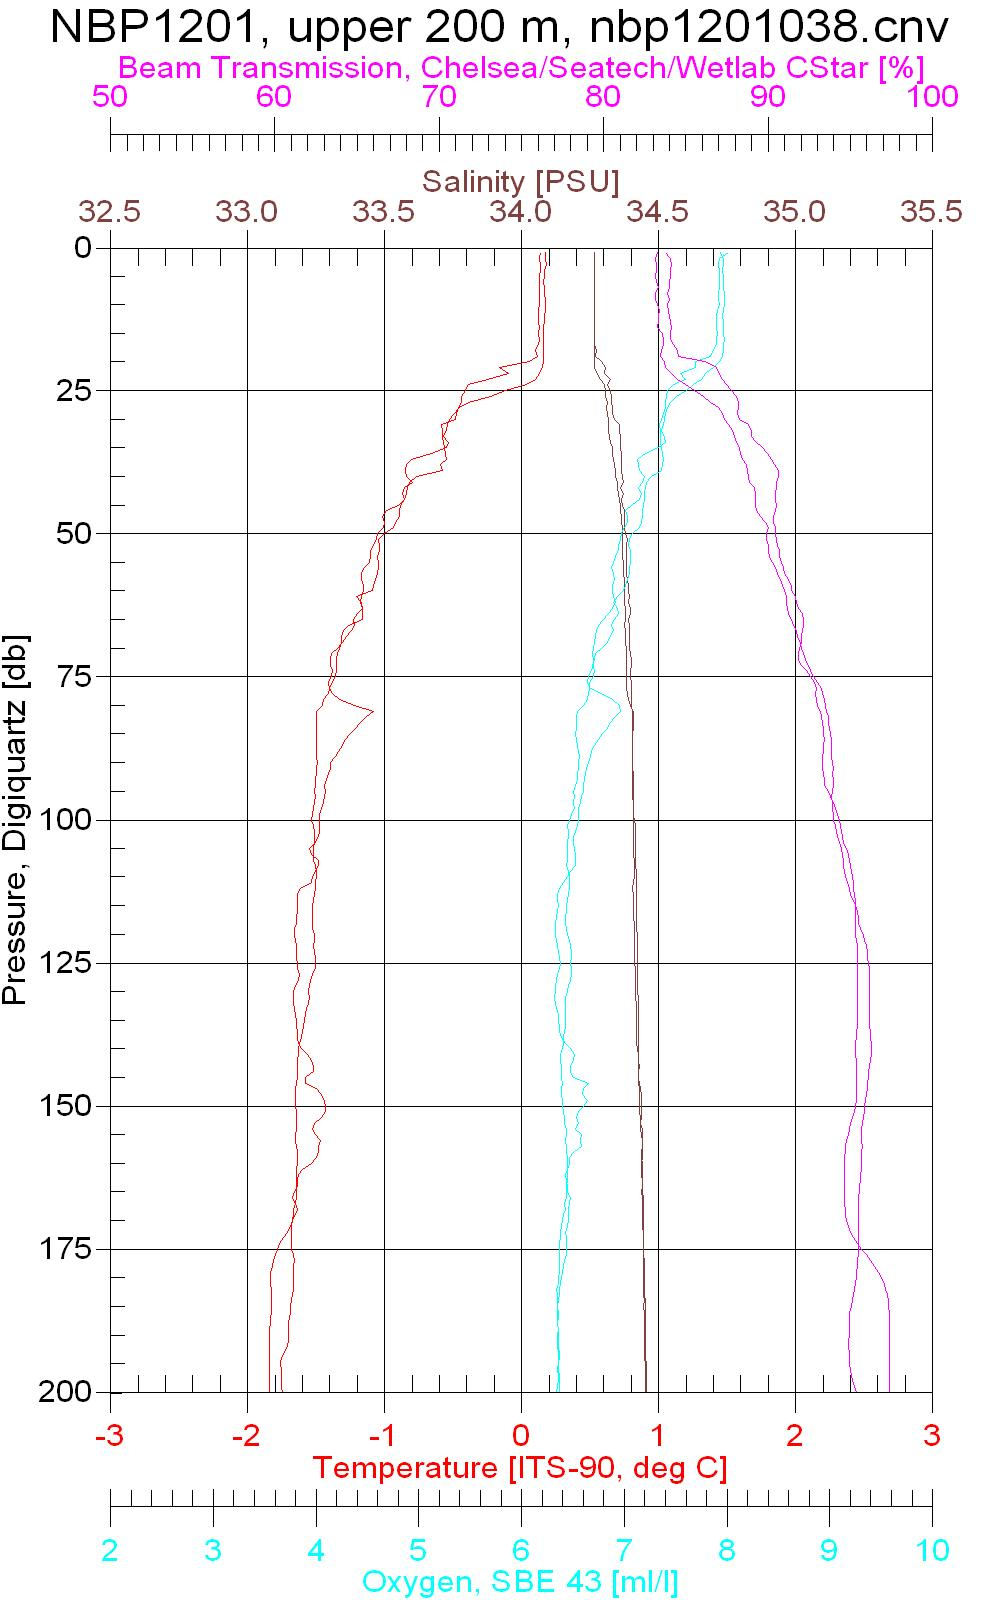 NBP1201, upper 200 m, nbp1201038.cnv
Beam Transmission, Chelsea/Seatech/Wetlab CStar [%]
50 60 70 80 90 100
Salinity [PSU]
32.5 33.0 33.5 34.0 34.5 35.0 35.5
0
25
50
75
100
125
150
175
200
Pressure, Digiquartz [db]
-3 -2 -1 0 1 2 3
Temperature [ITS-90, deg C]
2 3 4 5 6 7 8 9 10
Oxygen, SBE 43 [ml/l]